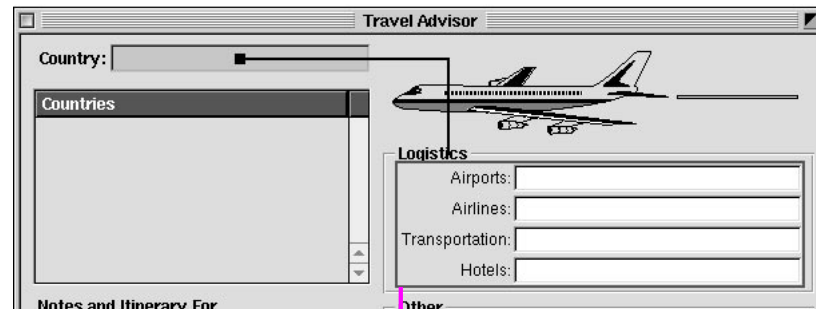 Travel Advisor
Country:
Countries
Logistics
Airports:
Airlines:
Transportation:
Hotels:
Notes and Itinerary For
Other